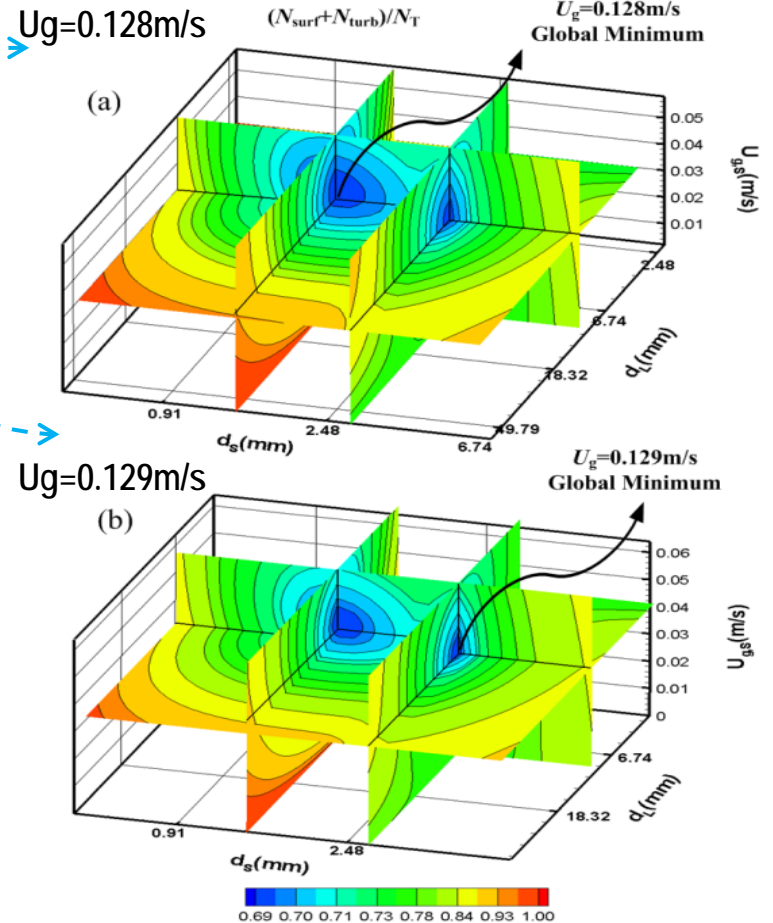 Ug=0.128m/s
(Nsurf+Nturb)/NT
Ug=0.128m/s
Global Minimum
(a)
0.05
0.04
0.03
0.02
0.01
Ug,s(m/s)
2.48
6.74
18.32
49.79
dL(mm)
0.91
2.48
6.74
ds(mm)
Ug=0.129m/s
Ug=0.129m/s
Global Minimum
(b)
0.06
0.05
0.04
0.03
0.02
0.01
0
Ugs(m/s)
6.74
18.32
dL(mm)
0.91
2.48
ds(mm)
0.69 0.70 0.71 0.73 0.78 0.84 0.93 1.00